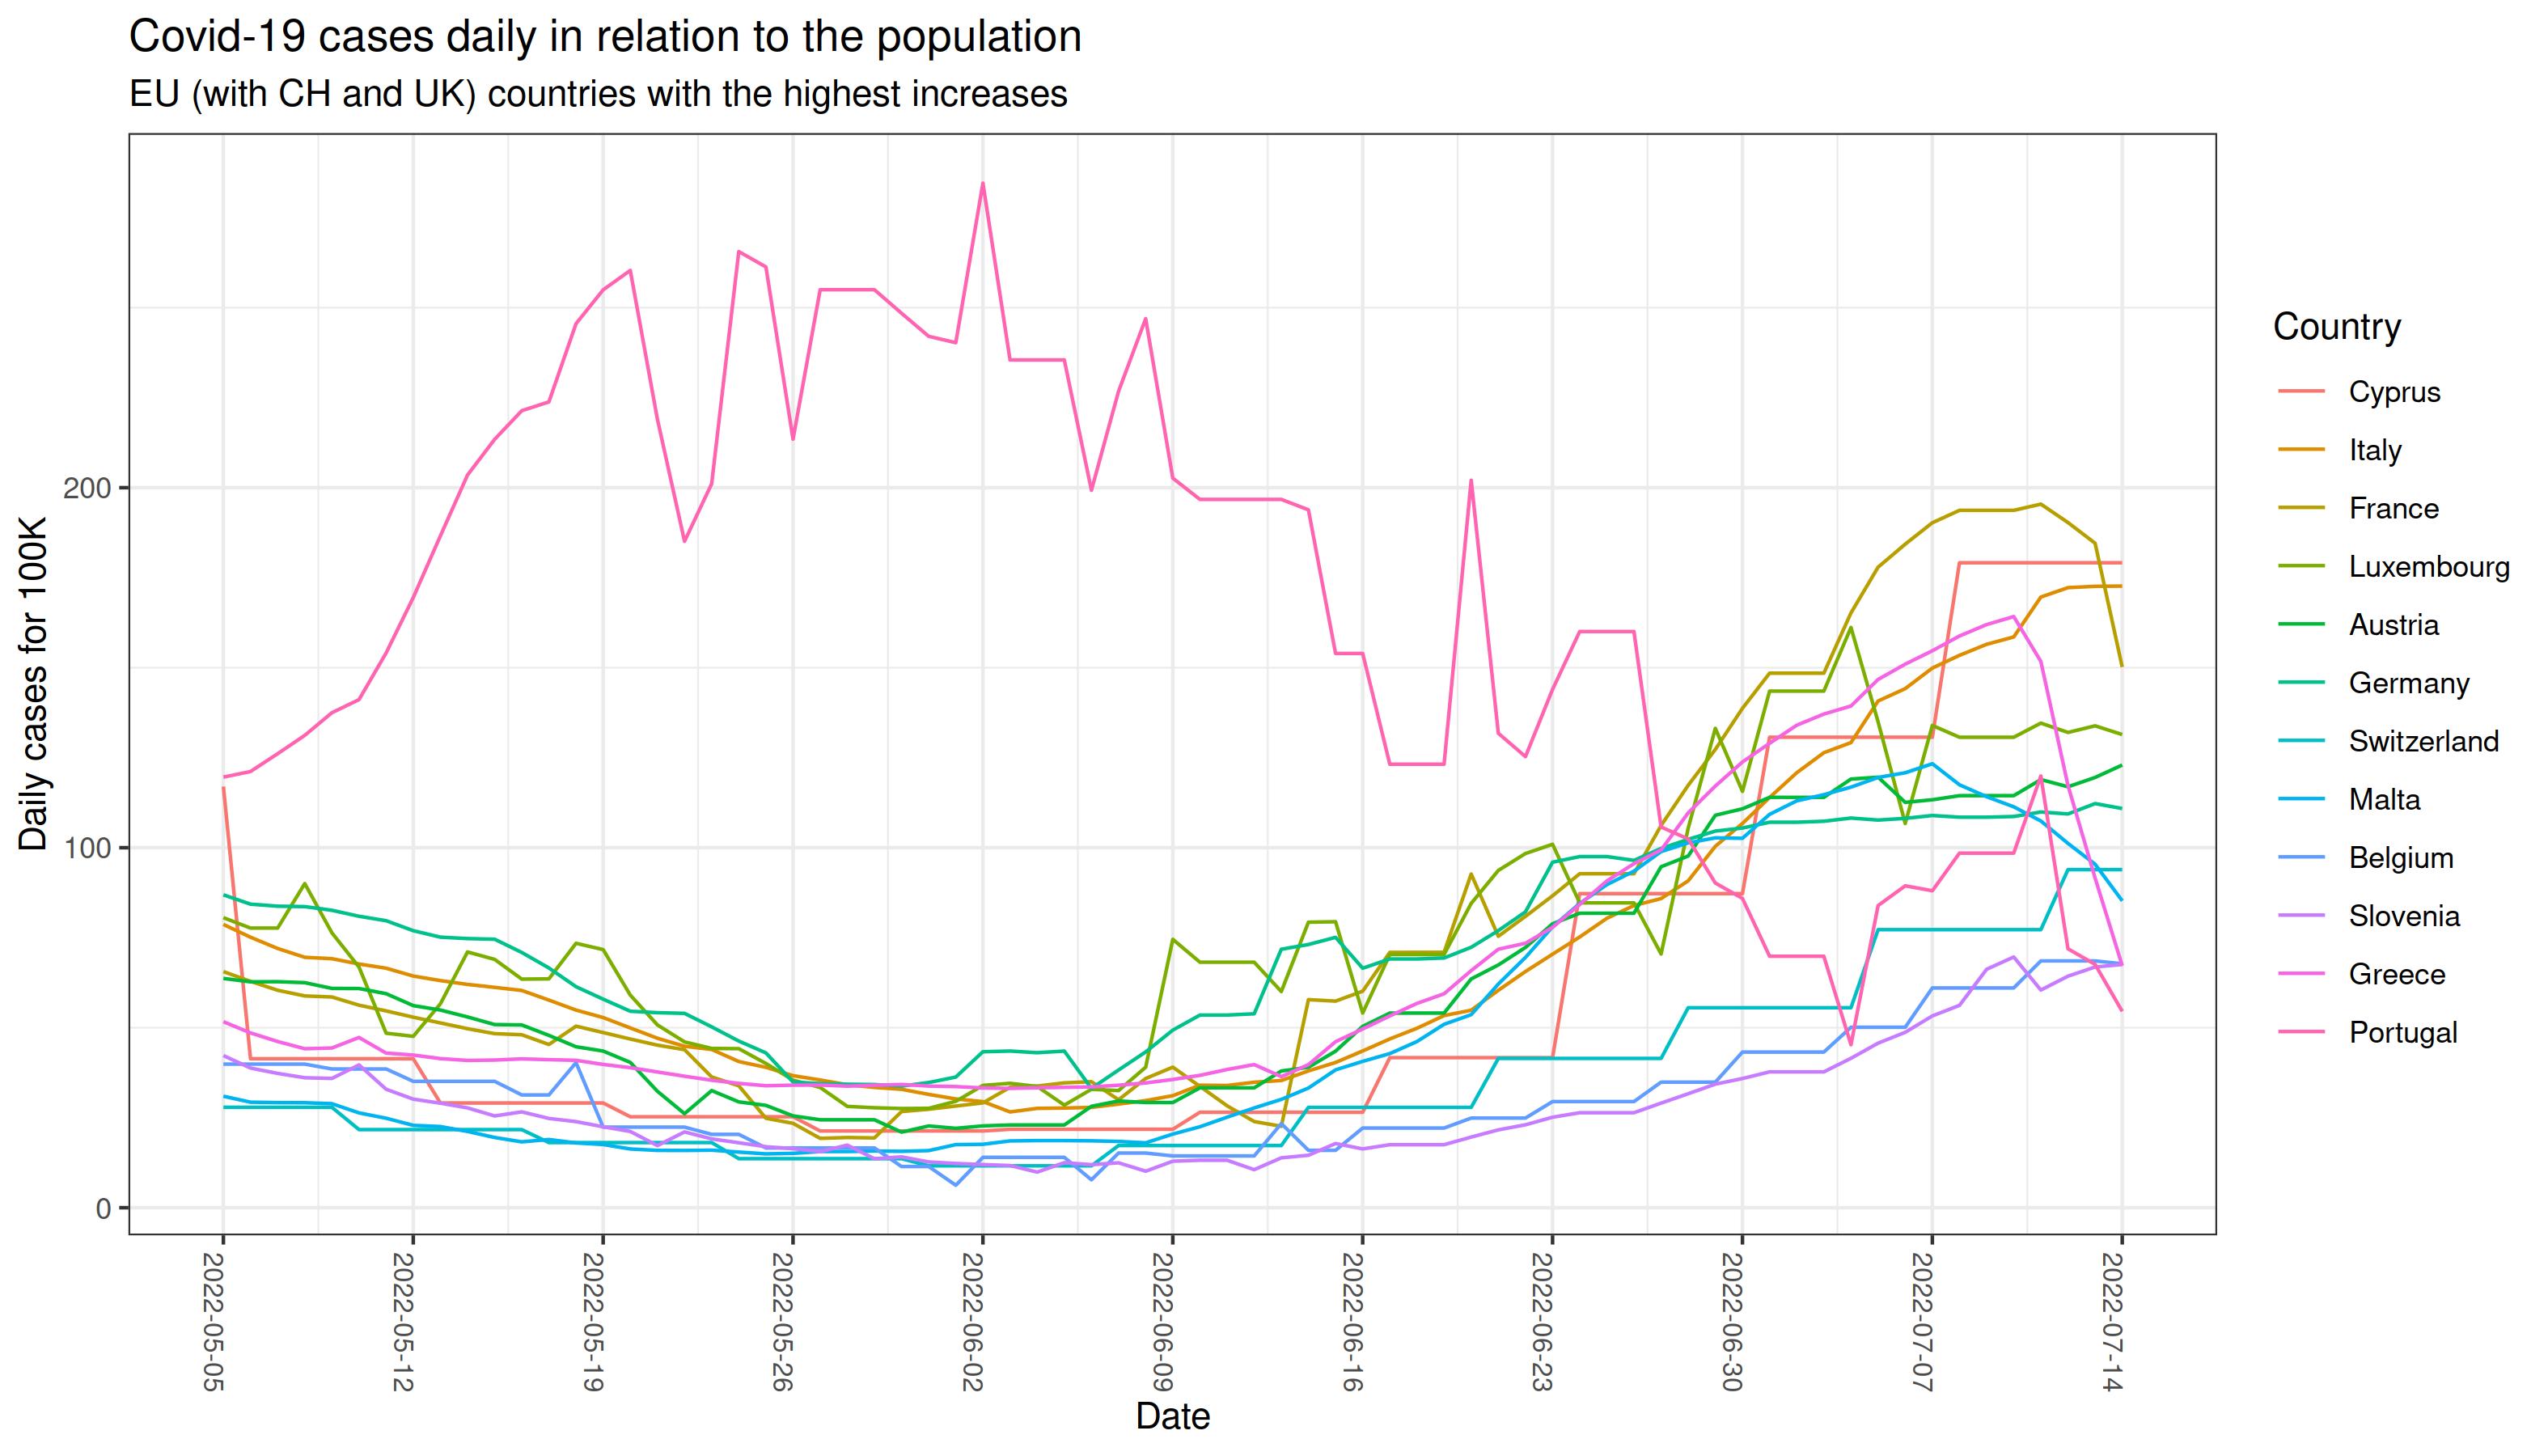 Covid-19 cases daily in relation to the population
EU (with CH and UK) countries with the highest increases
Daily cases for 100K
200
100
0
2022-05-05
2022-05-12
2022-05-19
2022-05-26
2022-06-02
2022-06-09
2022-06-16
2022-06-23
2022-06-30
2022-07-07
2022-07-14
Date
Country
Cyprus
Italy
France
Luxembourg
Austria
Germany
Switzerland
Malta
Belgium
Slovenia
Greece
Portugal